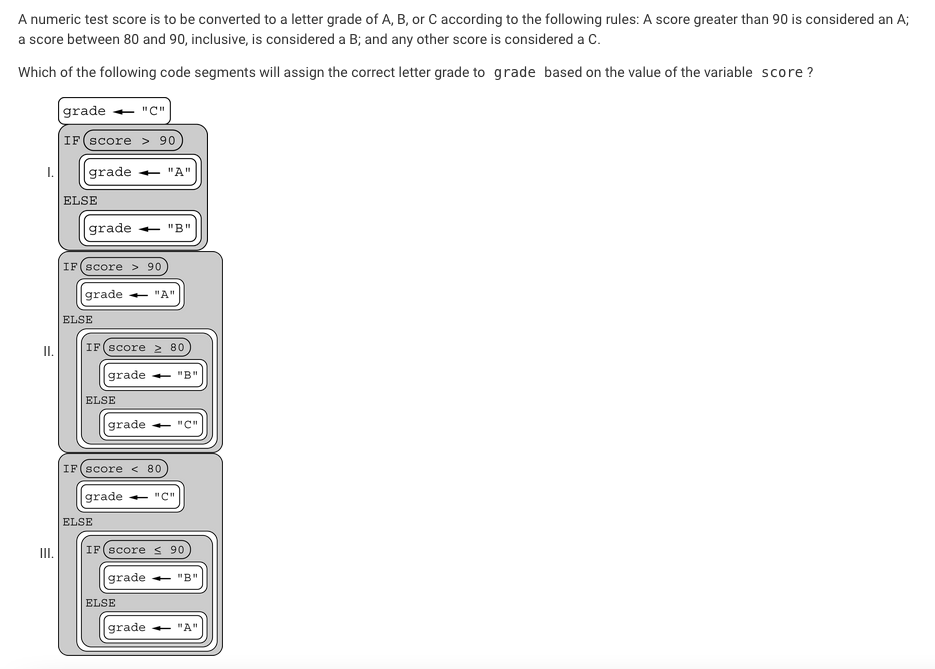 A numeric test score is to be converted to a letter grade of A, B, or C according to the following rules: A score greater than 90 is considered an A;
a score between 80 and 90, inclusive, is considered a B; and any other score is considered a C.
Which of the following code segments will assign the correct letter grade to grade based on the value of the variable score ?
grade ← "C"
IF score > 90
I. grade ← "A"
ELSE
grade ← "B"
IF score > 90
grade ← "A"
ELSE
II. IF score ≥ 80
grade ← "B"
ELSE
grade ← "C"
IF score < 80
grade ← "C"
ELSE
III. IF score ≤ 90
grade ← "B"
ELSE
grade ← "A"